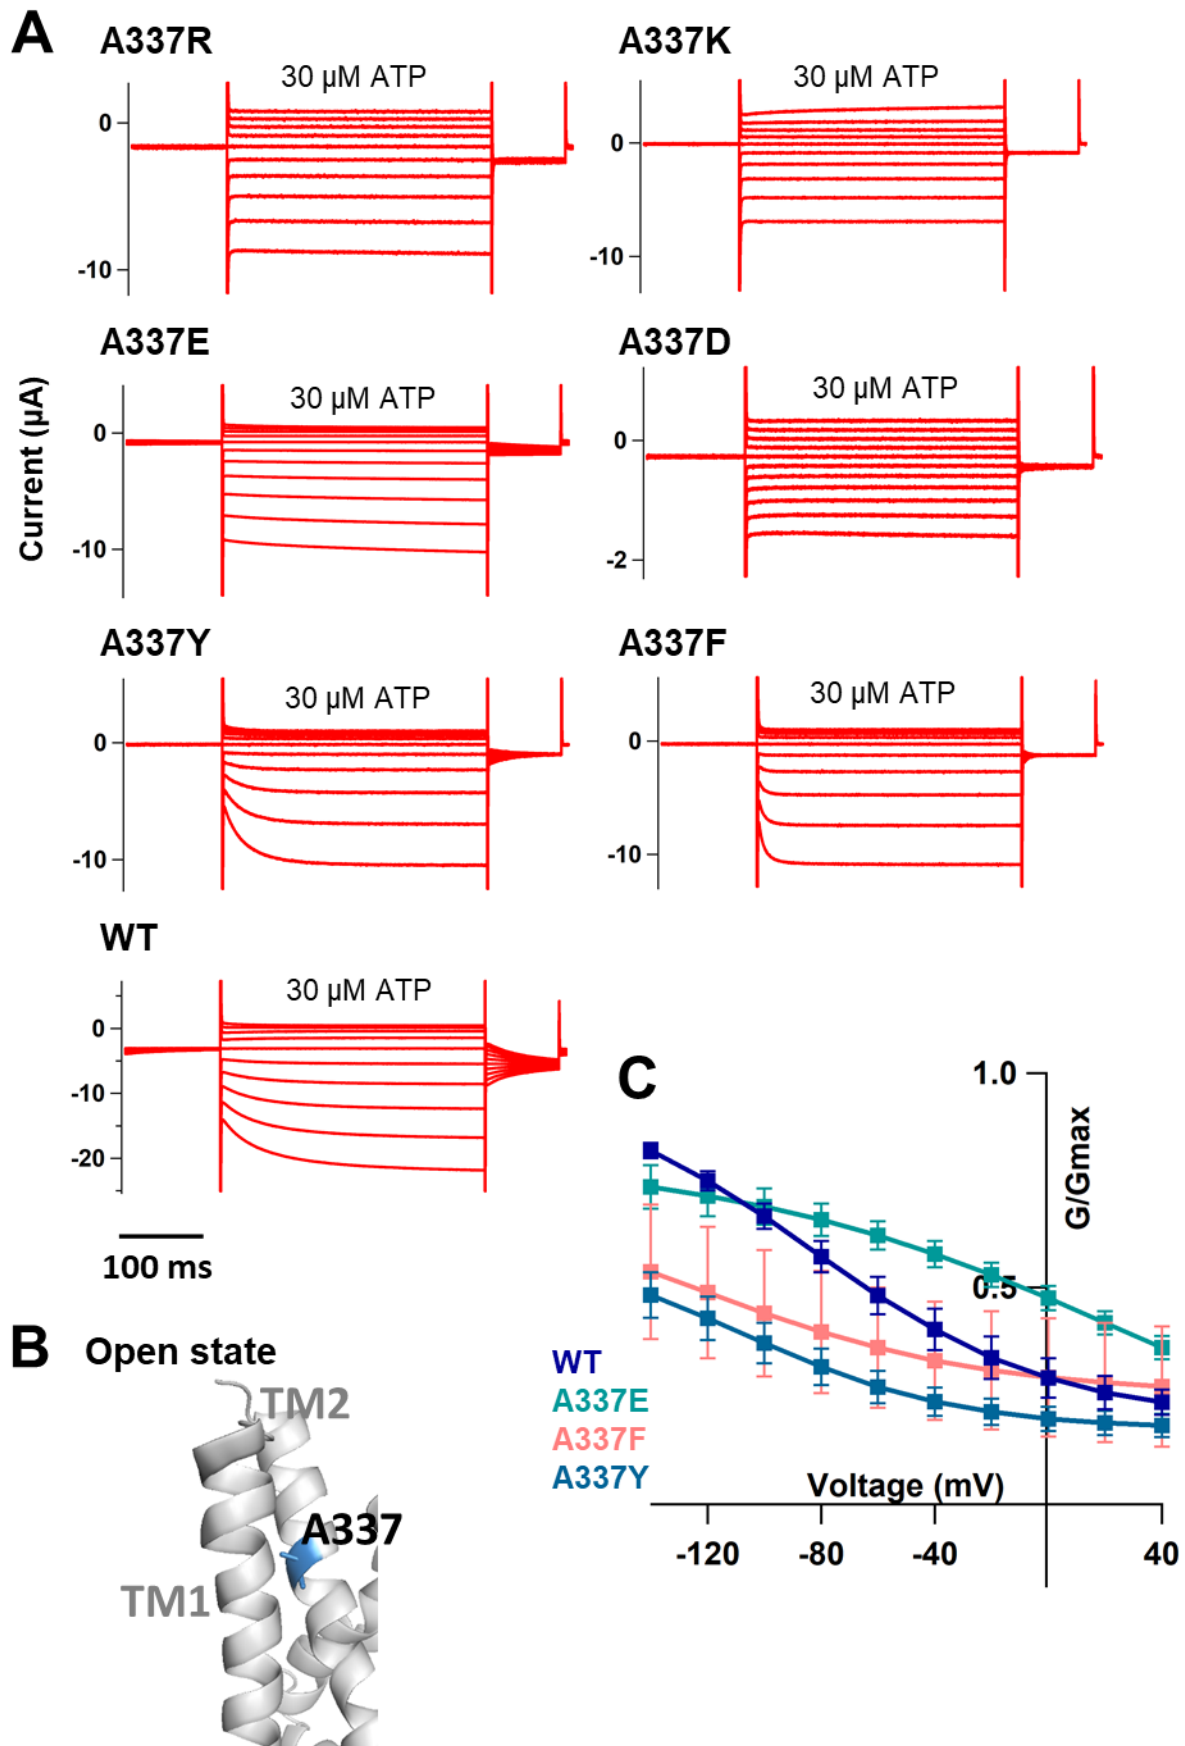 A
A337R
A337K
30 µM ATP
30 µM ATP
0
-10
0
-10
A337E
A337D
30 µM ATP
30 µM ATP
0
-10
0
-2
Current (µA)
A337Y
A337F
30 µM ATP
30 µM ATP
0
-10
0
-10
WT
30 µM ATP
0
-10
-20
100 ms
B
Open state
TM2
A337
TM1
C
1.0
0.5
G/Gmax
WT
A337E
A337F
A337Y
Voltage (mV)
-120
-80
-40
40